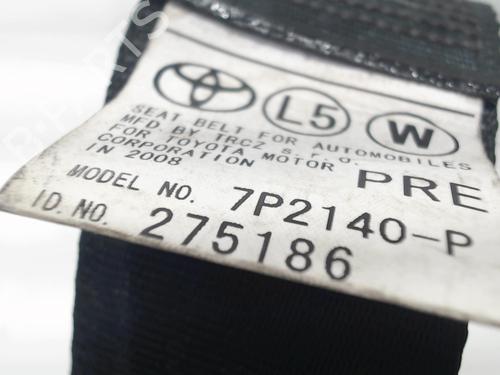 L5 W
SEAT BELT FOR AUTOMOBILES
MFD. BY TRCZ s.r.o.
FOR TOYOTA MOTOR
CORPORATION
IN 2008
PRE
MODEL NO. 7P2140-P
I.D. NO. 275186